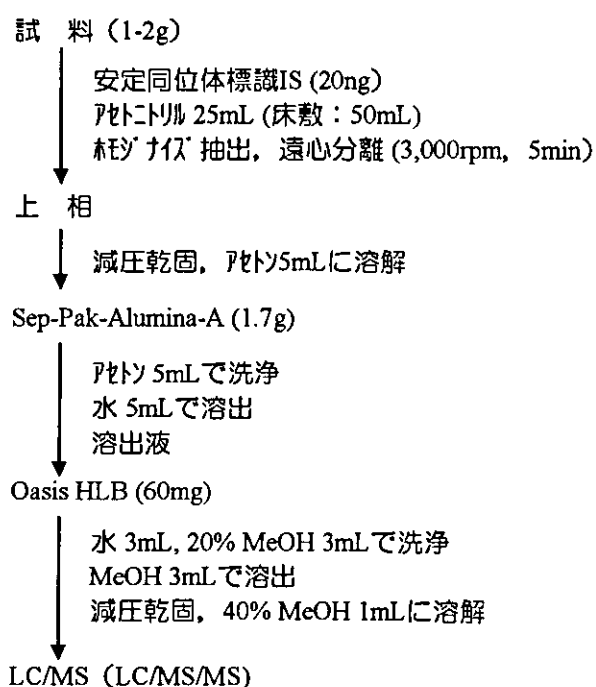 試　料（1-2g）
安定同位体標識IS (20ng)
ｱｾﾄﾆﾄﾘﾙ 25mL (床敷：50mL)
ﾎﾓｼﾞﾅｲｽﾞ抽出，遠心分離 (3,000rpm，5min）
上　相
減圧乾固，ｱｾﾄﾝ5mLに溶解
Sep-Pak-Alumina-A (1.7g)
ｱｾﾄﾝ 5mLで洗浄
水 5mLで溶出
溶出液
Oasis HLB (60mg)
水 3mL, 20% MeOH 3mLで洗浄
MeOH 3mLで溶出
減圧乾固，40% MeOH 1mLに溶解
LC/MS（LC/MS/MS)